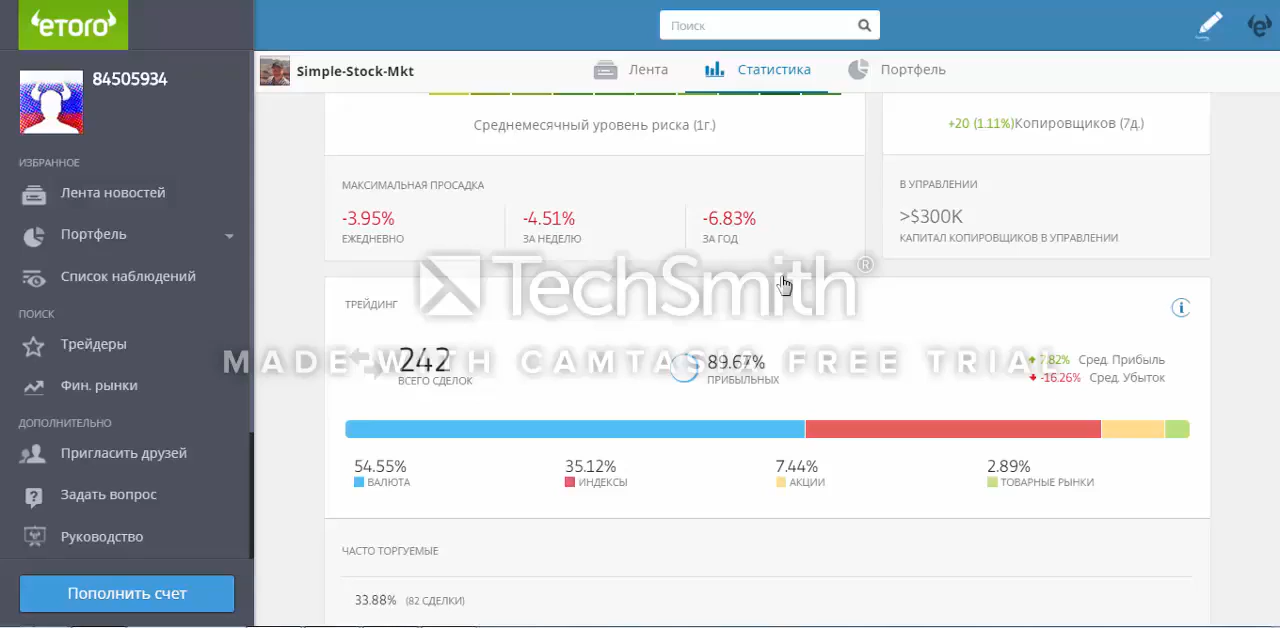 eToro
Поиск
84505934
Simple-Stock-Mkt
Лента
Статистика
Портфель
ИЗБРАННОЕ
Лента новостей
Портфель
Список наблюдений
ПОИСК
Трейдеры
Фин. рынки
ДОПОЛНИТЕЛЬНО
Пригласить друзей
Задать вопрос
Руководство
Пополнить счет
Среднемесячный уровень риска (1г.)
+20 (1.11%)Копировщиков (7д.)
МАКСИМАЛЬНАЯ ПРОСАДКА
-3.95%
ЕЖЕДНЕВНО
-4.51%
ЗА НЕДЕЛЮ
-6.83%
ЗА ГОД
В УПРАВЛЕНИИ
>$300K
КАПИТАЛ КОПИРОВЩИКОВ В УПРАВЛЕНИИ
TechSmith®
MADE WITH CAMTASIA FREE TRIAL
ТРЕЙДИНГ
242
ВСЕГО СДЕЛОК
89.67%
ПРИБЫЛЬНЫХ
7.82% Сред. Прибыль
-16.26% Сред. Убыток
54.55%
ВАЛЮТА
35.12%
ИНДЕКСЫ
7.44%
АКЦИИ
2.89%
ТОВАРНЫЕ РЫНКИ
ЧАСТО ТОРГУЕМЫЕ
33.88% (82 СДЕЛКИ)